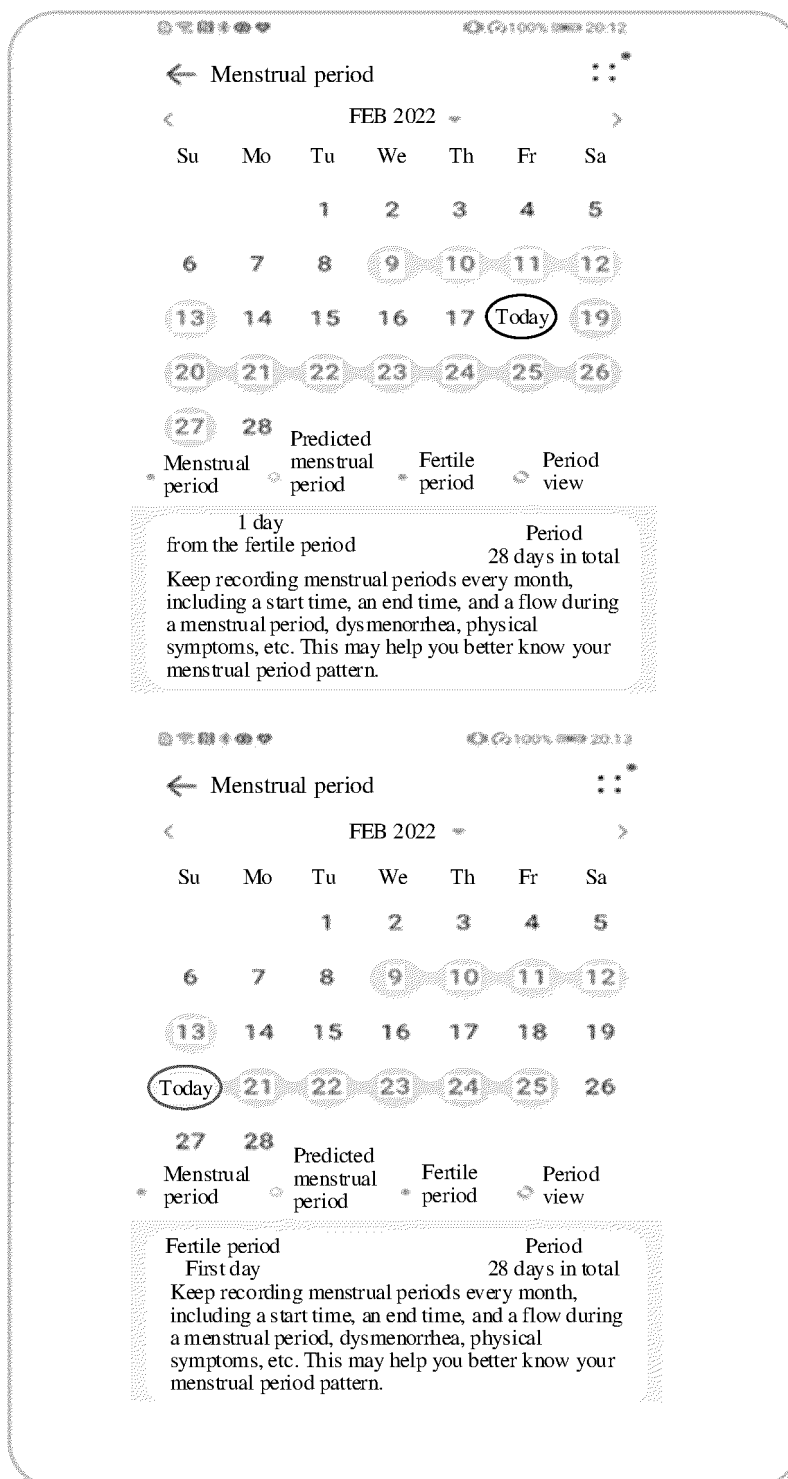 100% 20:12
Menstrual period
FEB 2022
Su Mo Tu We Th Fr Sa
1 2 3 4 5
6 7 8 9 10 11 12
13 14 15 16 17 Today 19
20 21 22 23 24 25 26
27 28
Menstrual period
Predicted menstrual period
Fertile period
Period view
1 day
from the fertile period
Period
28 days in total
Keep recording menstrual periods every month,
including a start time, an end time, and a flow during
a menstrual period, dysmenorrhea, physical
symptoms, etc. This may help you better know your
menstrual period pattern.
100% 20:13
Menstrual period
FEB 2022
Su Mo Tu We Th Fr Sa
1 2 3 4 5
6 7 8 9 10 11 12
13 14 15 16 17 18 19
Today 21 22 23 24 25 26
27 28
Menstrual period
Predicted menstrual period
Fertile period
Period view
Fertile period
First day
Period
28 days in total
Keep recording menstrual periods every month,
including a start time, an end time, and a flow during
a menstrual period, dysmenorrhea, physical
symptoms, etc. This may help you better know your
menstrual period pattern.